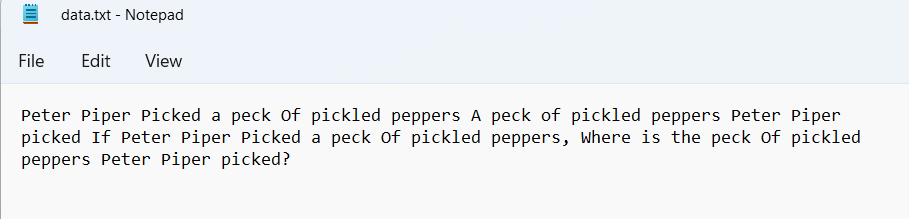 data.txt - Notepad
File Edit View
Peter Piper Picked a peck Of pickled peppers A peck of pickled peppers Peter Piper
picked If Peter Piper Picked a peck Of pickled peppers, Where is the peck Of pickled
peppers Peter Piper picked?